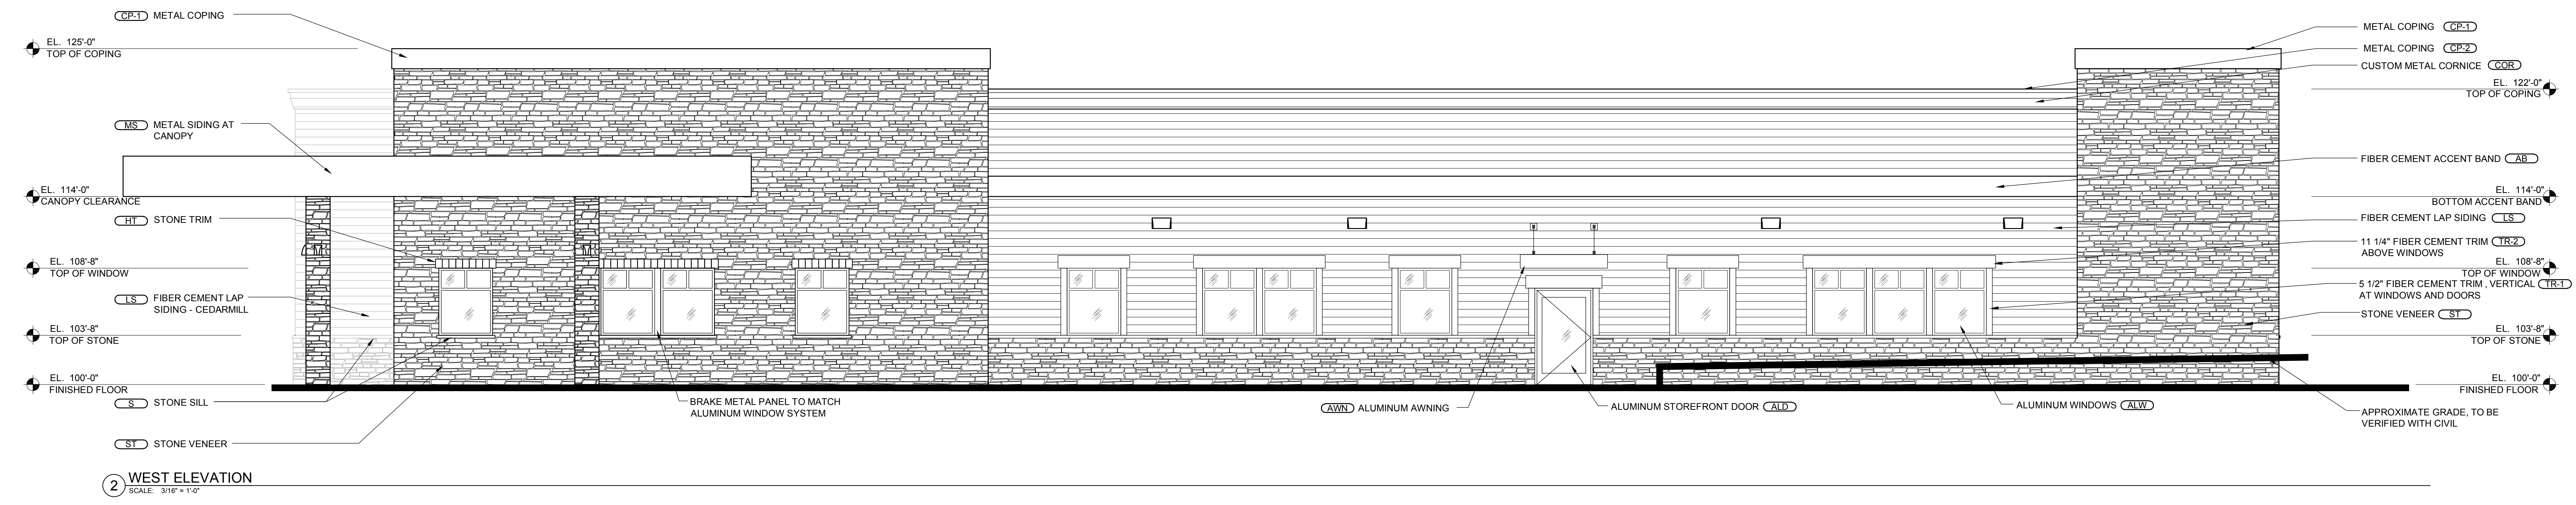 CP-1 METAL COPING
EL. 125'-0"
TOP OF COPING
MS METAL SIDING AT
CANOPY
EL. 114'-0"
CANOPY CLEARANCE
HT STONE TRIM
EL. 108'-8"
TOP OF WINDOW
LS FIBER CEMENT LAP
SIDING - CEDARMILL
EL. 103'-8"
TOP OF STONE
EL. 100'-0"
FINISHED FLOOR
S STONE SILL
ST STONE VENEER
BRAKE METAL PANEL TO MATCH
ALUMINUM WINDOW SYSTEM
AWN ALUMINUM AWNING
ALUMINUM STOREFRONT DOOR ALD
ALUMINUM WINDOWS ALW
METAL COPING CP-1
METAL COPING CP-2
CUSTOM METAL CORNICE COR
EL. 122'-0"
TOP OF COPING
FIBER CEMENT ACCENT BAND AB
EL. 114'-0"
BOTTOM ACCENT BAND
FIBER CEMENT LAP SIDING LS
11 1/4" FIBER CEMENT TRIM TR-2
ABOVE WINDOWS
EL. 108'-8"
TOP OF WINDOW
5 1/2" FIBER CEMENT TRIM , VERTICAL TR-1
AT WINDOWS AND DOORS
STONE VENEER ST
EL. 103'-8"
TOP OF STONE
EL. 100'-0"
FINISHED FLOOR
APPROXIMATE GRADE, TO BE
VERIFIED WITH CIVIL
2 WEST ELEVATION
SCALE: 3/16" = 1'-0"